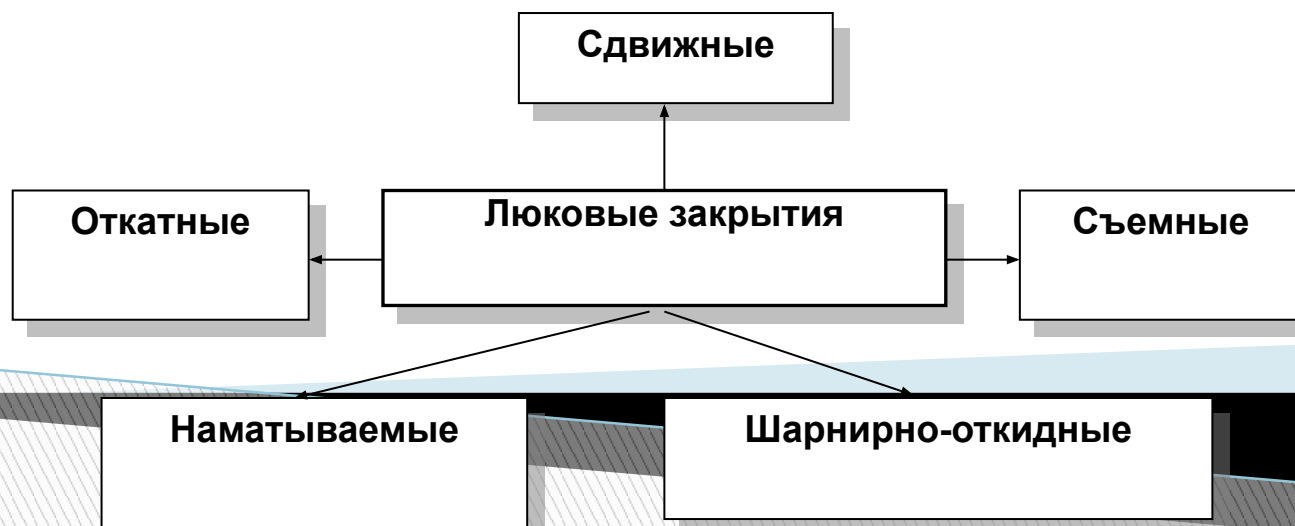 Сдвижные
Откатные
Люковые закрытия
Съемные
Наматываемые
Шарнирно-откидные